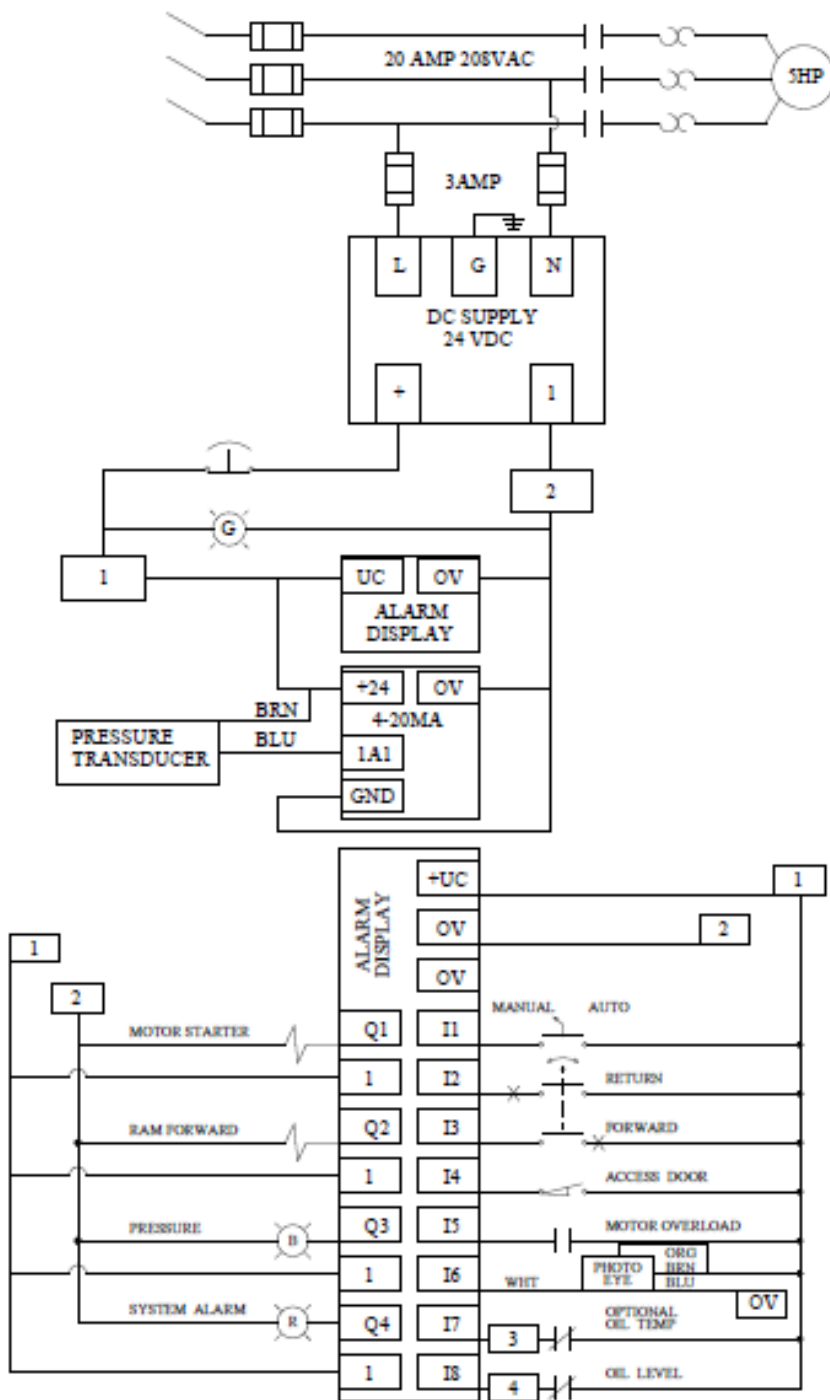 20 AMP 208VAC
5HP
3AMP
L
G
N
DC SUPPLY
24 VDC
+
1
2
G
1
UC
OV
ALARM
DISPLAY
+24
OV
BRN
4-20MA
PRESSURE
TRANSDUCER
BLU
1A1
GND
ALARM
DISPLAY
+UC
1
OV
2
1
OV
2
MANUAL
AUTO
MOTOR STARTER
Q1
I1
1
I2
RETURN
RAM FORWARD
Q2
I3
FORWARD
1
I4
ACCESS DOOR
PRESSURE
B
Q3
I5
MOTOR OVERLOAD
ORG
1
I6
WHT
PHOTO
EYE
BRN
BLU
OV
SYSTEM ALARM
R
Q4
I7
3
OPTIONAL
OIL TEMP
1
I8
4
OIL LEVEL